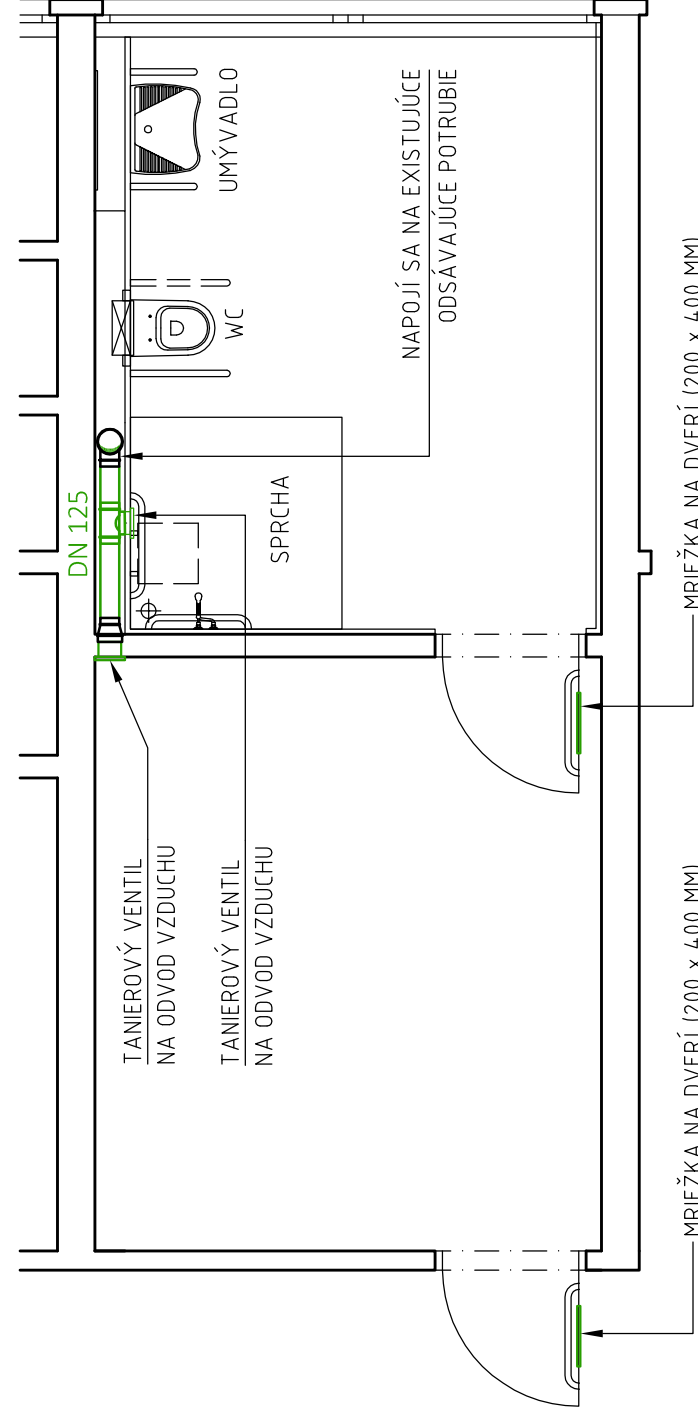 UMÝVADLO
NAPOJÍ SA NA EXISTUJÚCE
ODSÁVAJÚCE POTRUBIE
WC
SPRCHA
DN 125
TANIEROVÝ VENTIL
NA ODVOD VZDUCHU
TANIEROVÝ VENTIL
NA ODVOD VZDUCHU
MRIEŽKA NA DVERÍ (200 x 400 MM)
MRIEŽKA NA DVERÍ (200 x 400 MM)